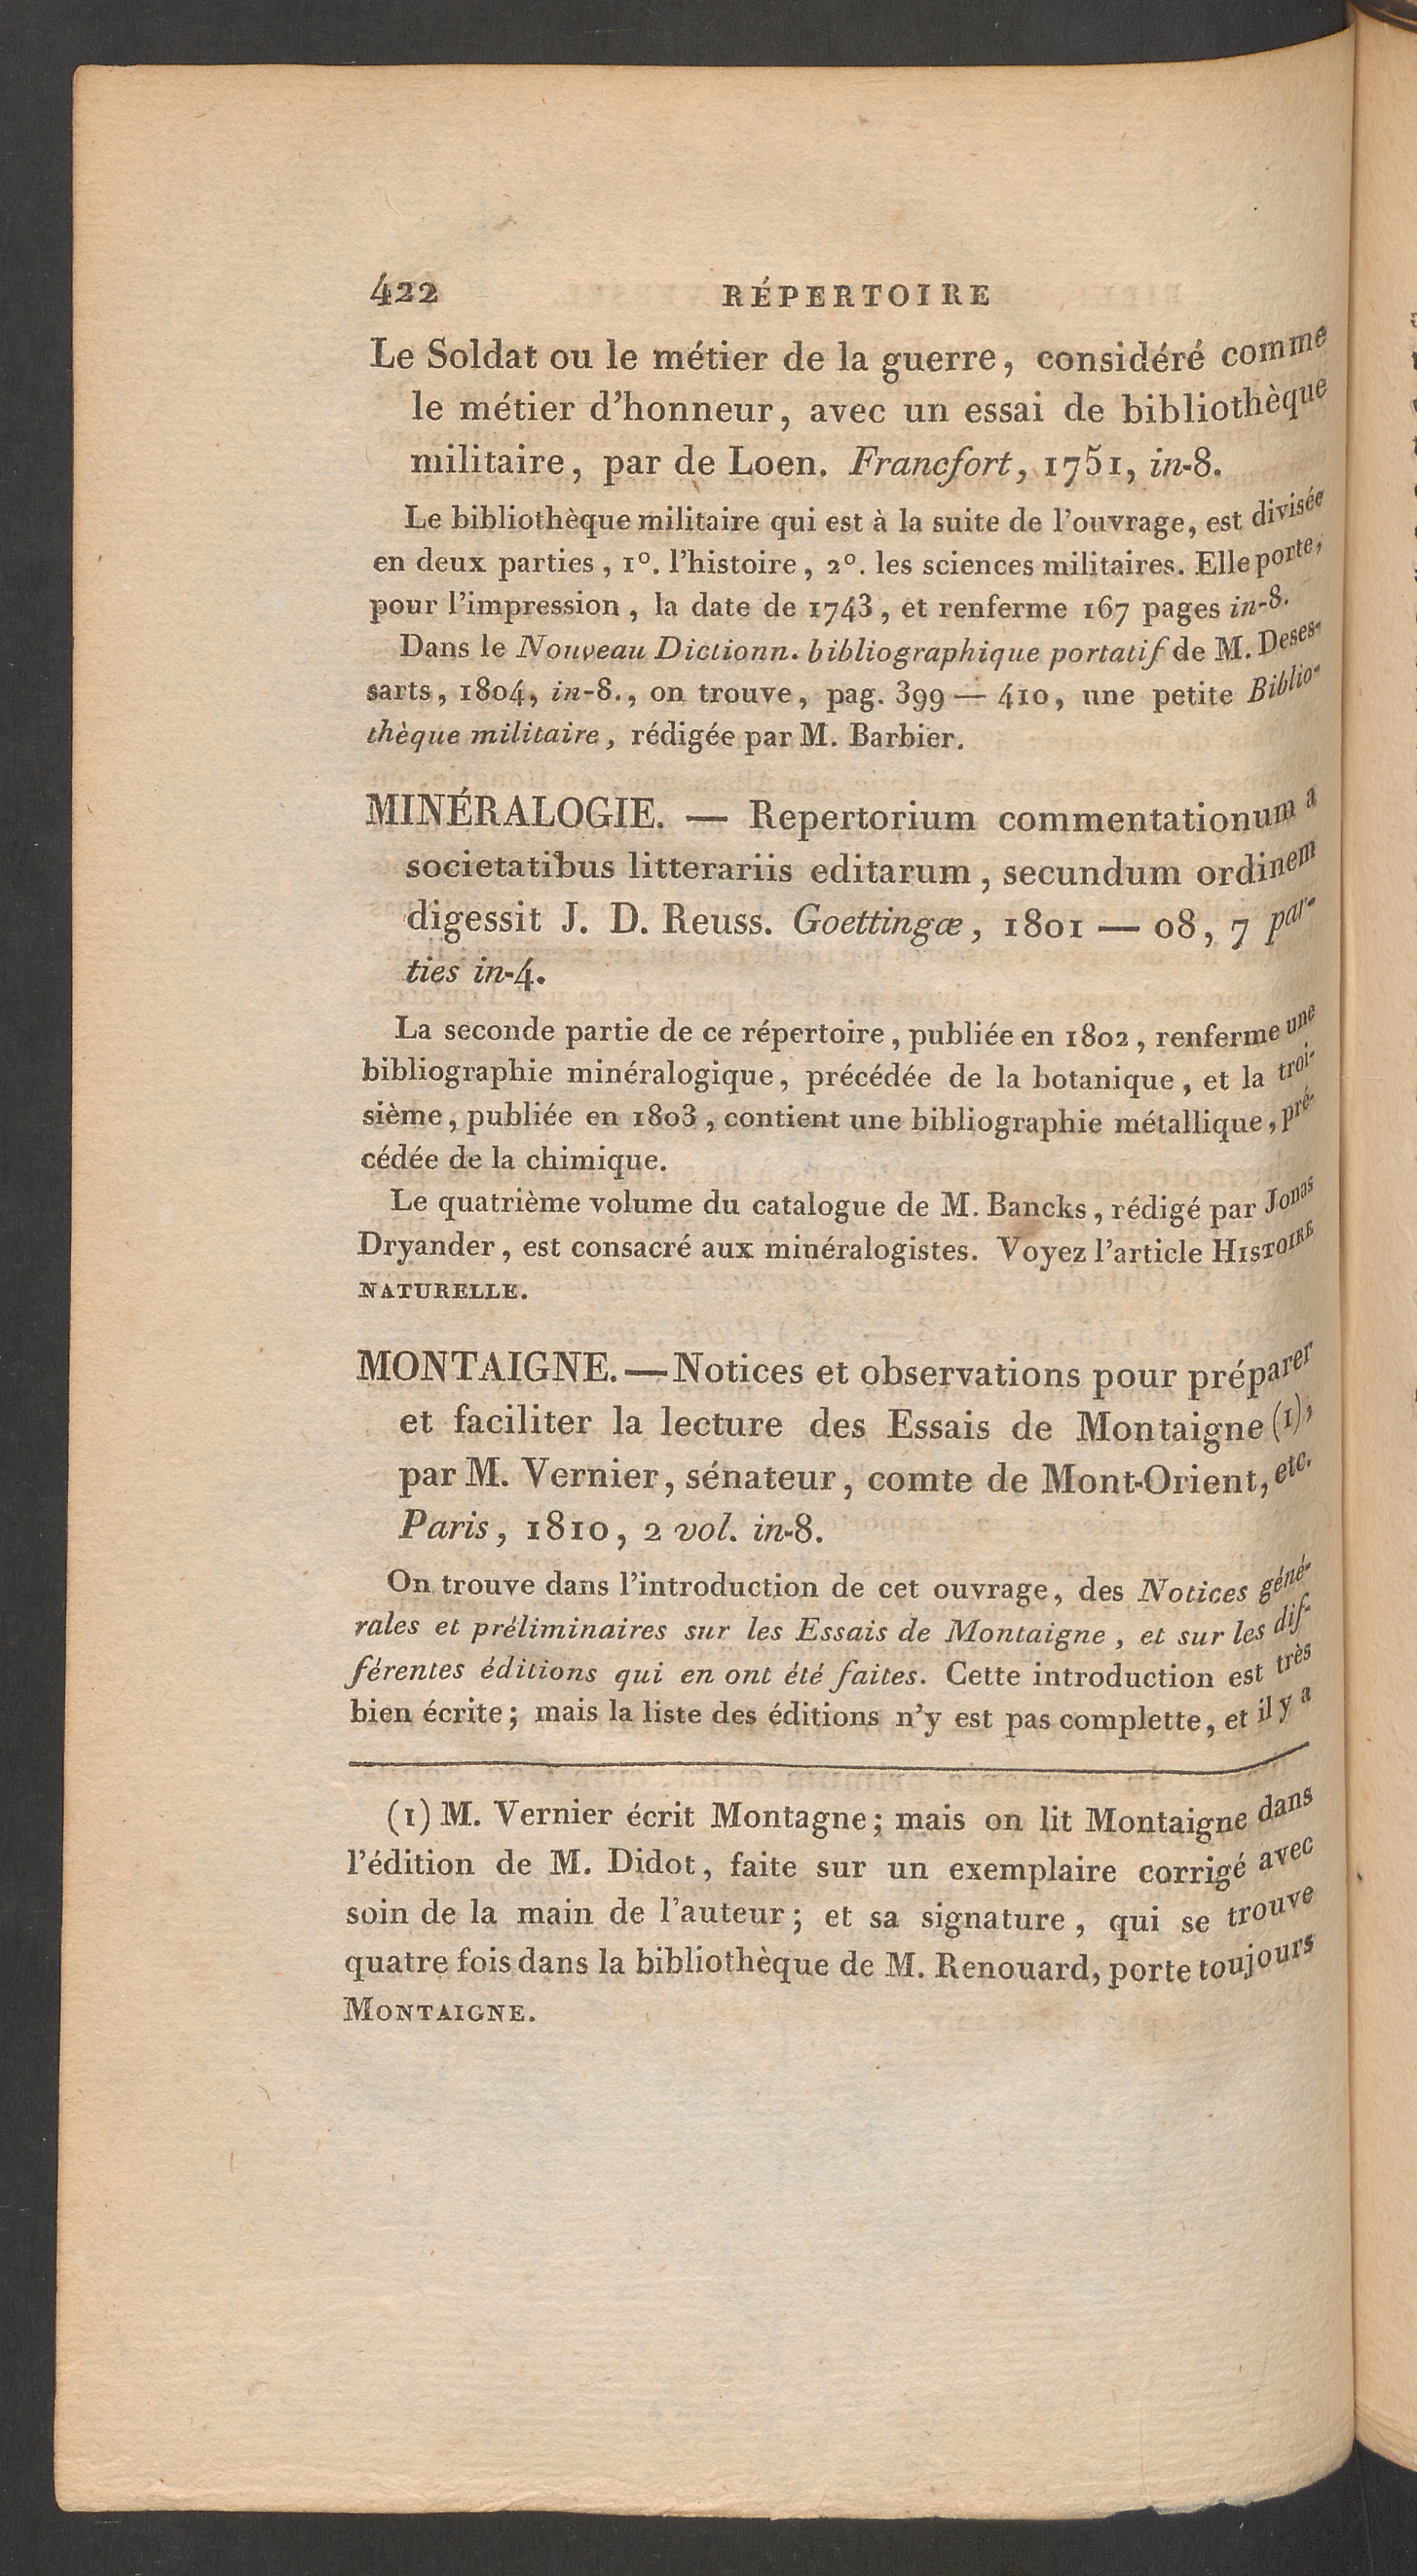 422 RÉPERTOIRE
Le Soldat ou le métier de la guerre, considéré comme
le métier d'honneur, avec un essai de bibliothèque
militaire, par de Loen. Francfort, 1751, in-8.
Le bibliothèque militaire qui est à la suite de l'ouvrage, est divisée
en deux parties, 1°. l'histoire, 2°. les sciences militaires. Elle porte,
pour l'impression, la date de 1743, et renferme 167 pages in-8.
Dans le Nouveau Dictionn. bibliographique portatif de M. Deses-
sarts, 1804, in-8., on trouve, pag. 399 — 410, une petite Biblio-
thèque militaire, rédigée par M. Barbier.
MINÉRALOGIE. — Repertorium commentationum a
societatibus litterariis editarum, secundum ordinem
digessit J. D. Reuss. Goettingæ, 1801 — 08, 7 par-
ties in-4.
La seconde partie de ce répertoire, publiée en 1802, renferme une
bibliographie minéralogique, précédée de la botanique, et la troi-
sième, publiée en 1803, contient une bibliographie métallique, pré-
cédée de la chimique.
Le quatrième volume du catalogue de M. Bancks, rédigé par Jonas
Dryander, est consacré aux minéralogistes. Voyez l'article HISTOIRE
NATURELLE.
MONTAIGNE. — Notices et observations pour préparer
et faciliter la lecture des Essais de Montaigne (1),
par M. Vernier, sénateur, comte de Mont-Orient, etc.
Paris, 1810, 2 vol. in-8.
On trouve dans l'introduction de cet ouvrage, des Notices géné-
rales et préliminaires sur les Essais de Montaigne, et sur les dif-
férentes éditions qui en ont été faites. Cette introduction est très
bien écrite; mais la liste des éditions n'y est pas complette, et il y a
(1) M. Vernier écrit Montagne; mais on lit Montaigne dans
l'édition de M. Didot, faite sur un exemplaire corrigé avec
soin de la main de l'auteur; et sa signature, qui se trouve
quatre fois dans la bibliothèque de M. Renouard, porte toujours
MONTAIGNE.